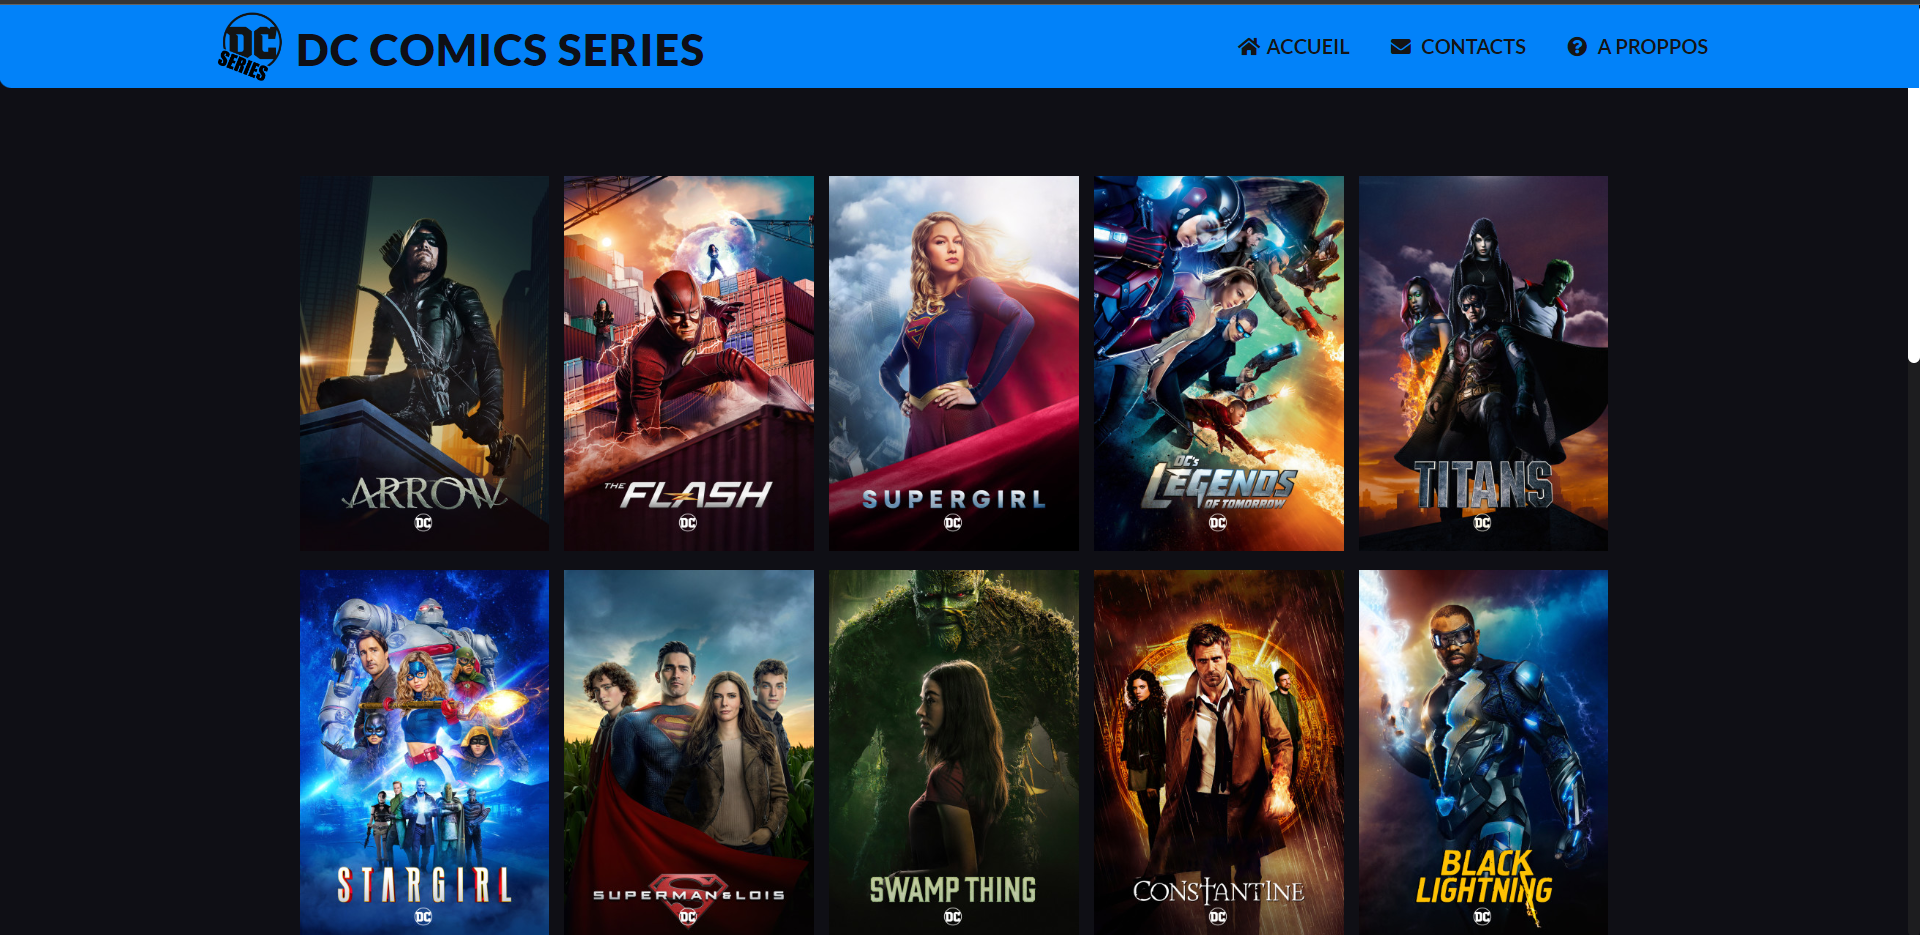 DC
SERIES
DC COMICS SERIES
ACCUEIL
CONTACTS
A PROPPOS
ARROW
DC
THE
FLASH
DC
SUPERGIRL
DC
DC's
LEGENDS
OF TOMORROW
DC
TITANS
DC
STARGIRL
DC
SUPERMAN & LOIS
DC
SWAMP THING
DC
CONSTANTINE
DC
BLACK
LIGHTNING
DC